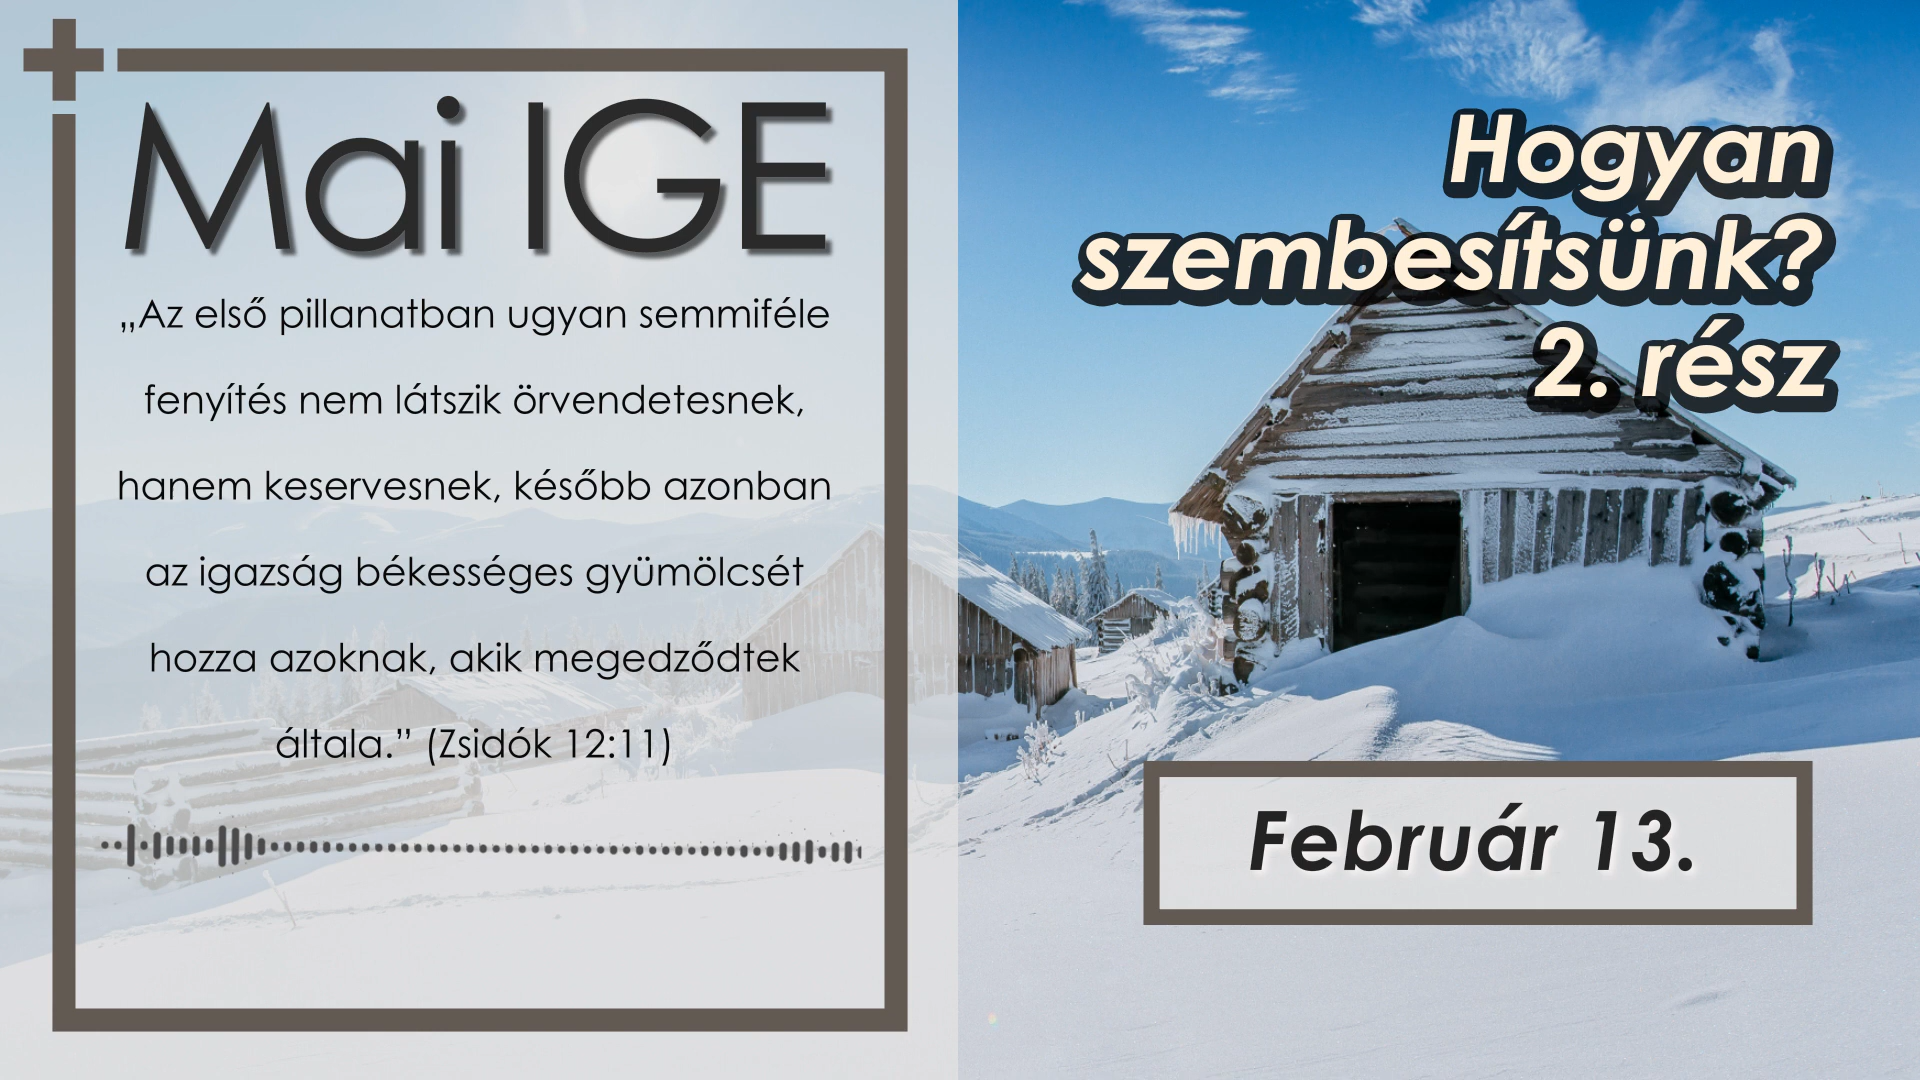 Mai IGE
„Az első pillanatban ugyan semmiféle
fenyítés nem látszik örvendetesnek,
hanem keservesnek, később azonban
az igazság békességes gyümölcsét
hozza azoknak, akik megedződtek
általa.” (Zsidók 12:11)
Hogyan
szembesítsünk?
2. rész
Február 13.